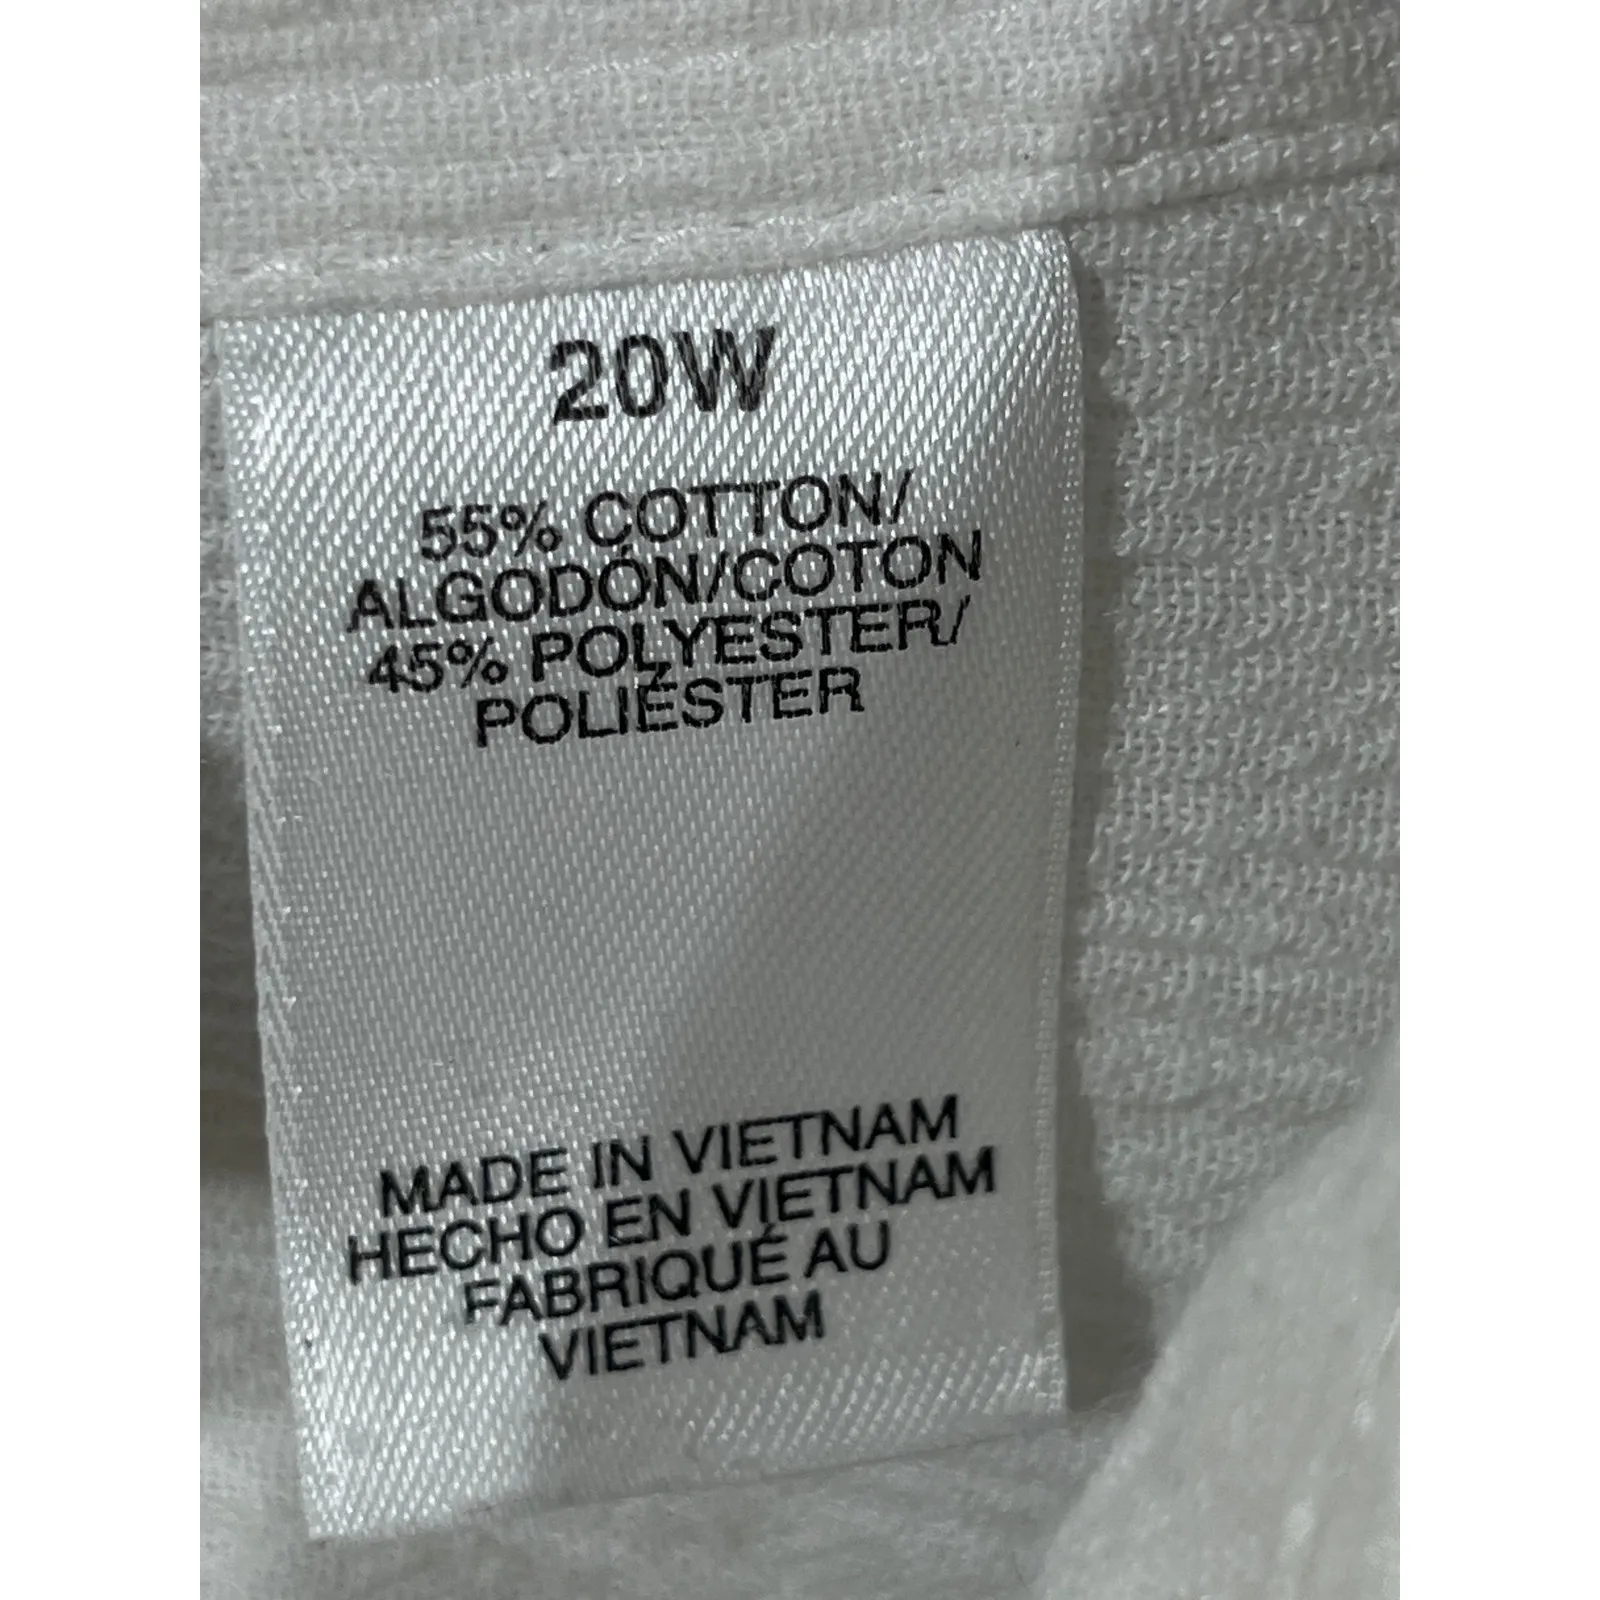 20W
55% COTTON/
ALGODÓN/COTON
45% POLYESTER/
POLIÉSTER
MADE IN VIETNAM
HECHO EN VIETNAM
FABRIQUÉ AU
VIETNAM